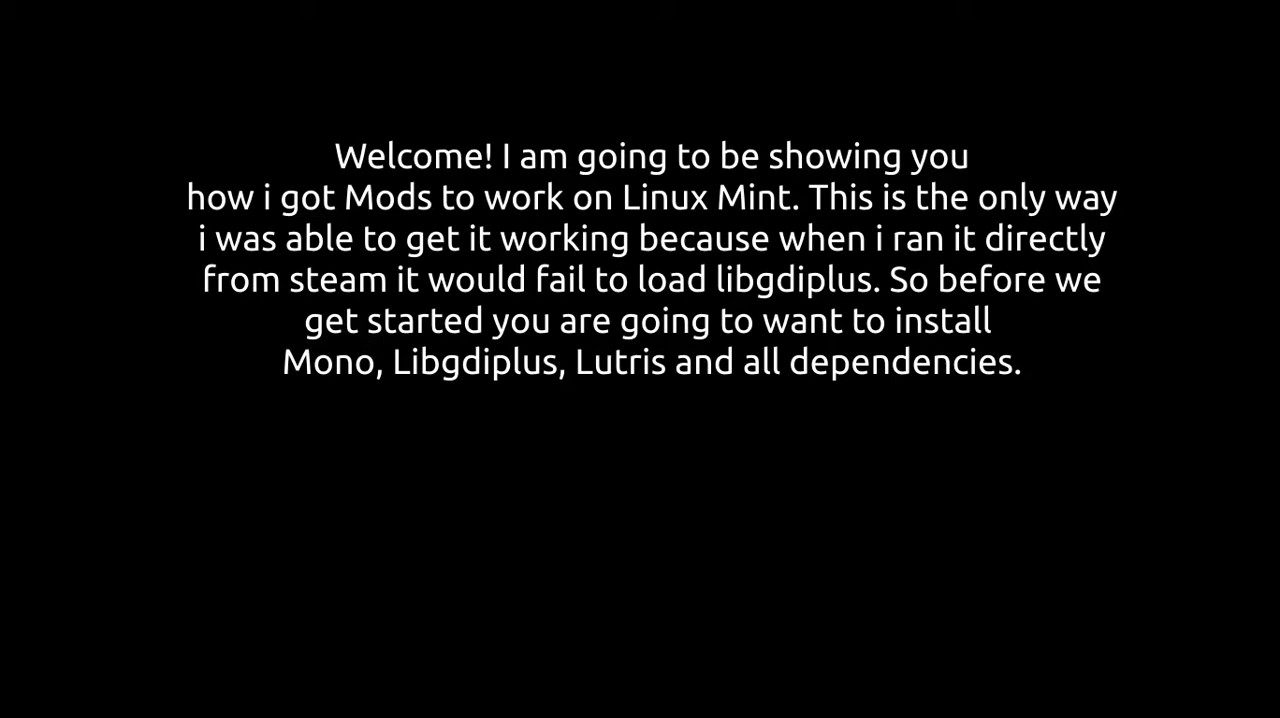 Welcome! I am going to be showing you
how i got Mods to work on Linux Mint. This is the only way
i was able to get it working because when i ran it directly
from steam it would fail to load libgdiplus. So before we
get started you are going to want to install
Mono, Libgdiplus, Lutris and all dependencies.